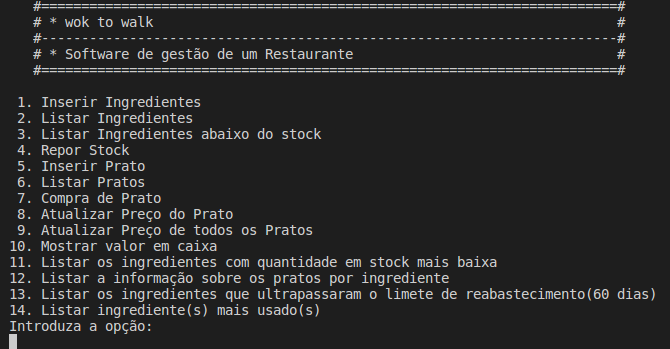 #========================================================================#
# * wok to walk #
#------------------------------------------------------------------------#
# * Software de gestão de um Restaurante #
#========================================================================#
1. Inserir Ingredientes
2. Listar Ingredientes
3. Listar Ingredientes abaixo do stock
4. Repor Stock
5. Inserir Prato
6. Listar Pratos
7. Compra de Prato
8. Atualizar Preço do Prato
9. Atualizar Preço de todos os Pratos
10. Mostrar valor em caixa
11. Listar os ingredientes com quantidade em stock mais baixa
12. Listar a informação sobre os pratos por ingrediente
13. Listar os ingredientes que ultrapassaram o limete de reabastecimento(60 dias)
14. Listar ingrediente(s) mais usado(s)
Introduza a opção: